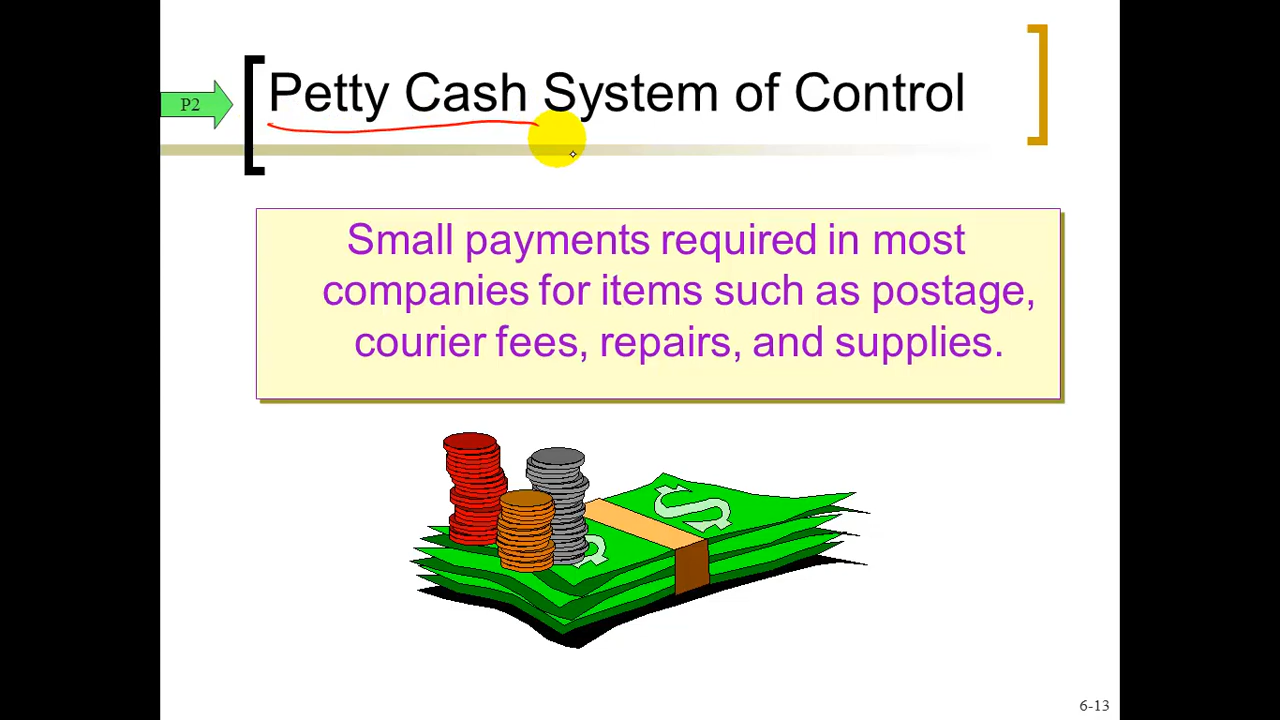 P2
Petty Cash System of Control
Small payments required in most
companies for items such as postage,
courier fees, repairs, and supplies.
6-13